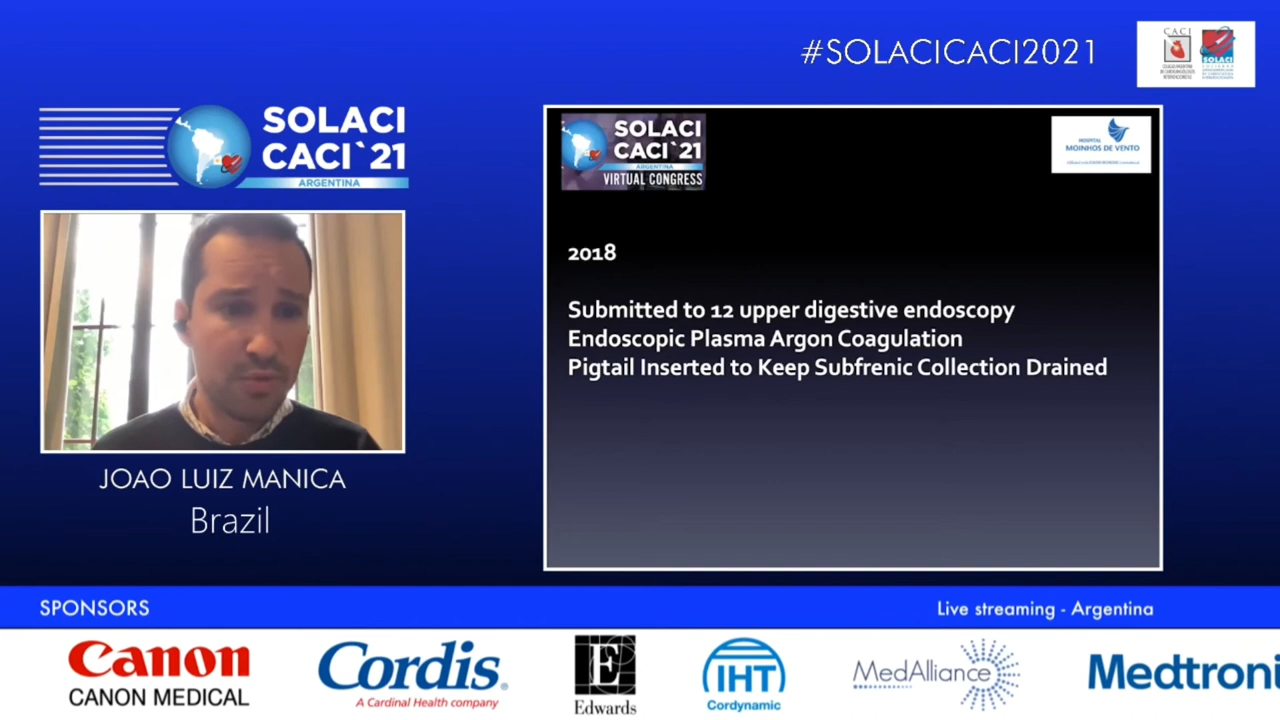 #SOLACICACI2021
CACI
SOLACI
SOLACI
CACI`21
ARGENTINA
SOLACI
CACI`21
ARGENTINA
VIRTUAL CONGRESS
HOSPITAL
MOINHOS DE VENTO
2018
Submitted to 12 upper digestive endoscopy
Endoscopic Plasma Argon Coagulation
Pigtail Inserted to Keep Subfrenic Collection Drained
JOAO LUIZ MANICA
Brazil
SPONSORS
Live streaming - Argentina
Canon
CANON MEDICAL
Cordis®
A Cardinal Health company
E
Edwards
IHT
Cordynamic
MedAlliance
Medtroni